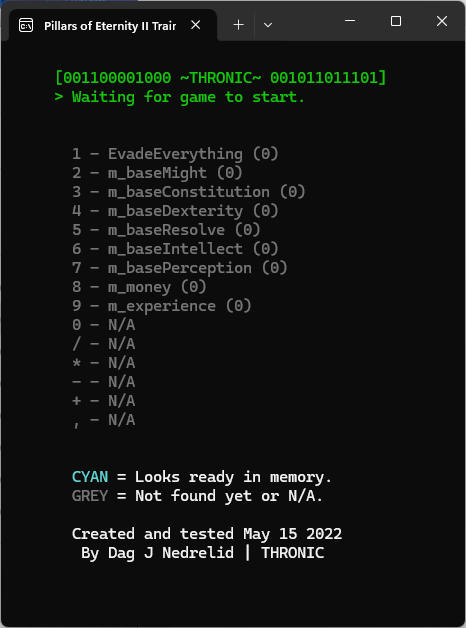 Pillars of Eternity II Trair
[001100001000 ~THRONIC~ 001011011101]
> Waiting for game to start.
1 - EvadeEverything (0)
2 - m_baseMight (0)
3 - m_baseConstitution (0)
4 - m_baseDexterity (0)
5 - m_baseResolve (0)
6 - m_baseIntellect (0)
7 - m_basePerception (0)
8 - m_money (0)
9 - m_experience (0)
0 - N/A
/ - N/A
* - N/A
- - N/A
+ - N/A
, - N/A
CYAN = Looks ready in memory.
GREY = Not found yet or N/A.
Created and tested May 15 2022
By Dag J Nedrelid | THRONIC